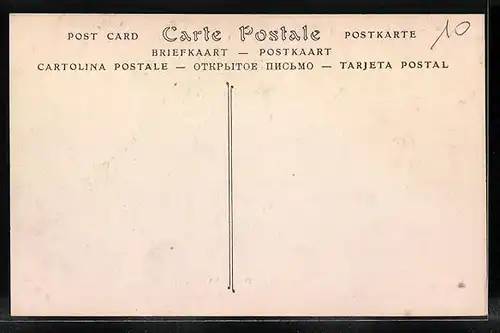 POST CARD Carte Postale POSTKARTE 10
BRIEFKAART — POSTKAART
CARTOLINA POSTALE — ОТКРЫТОЕ ПИСЬМО — TARJETA POSTAL